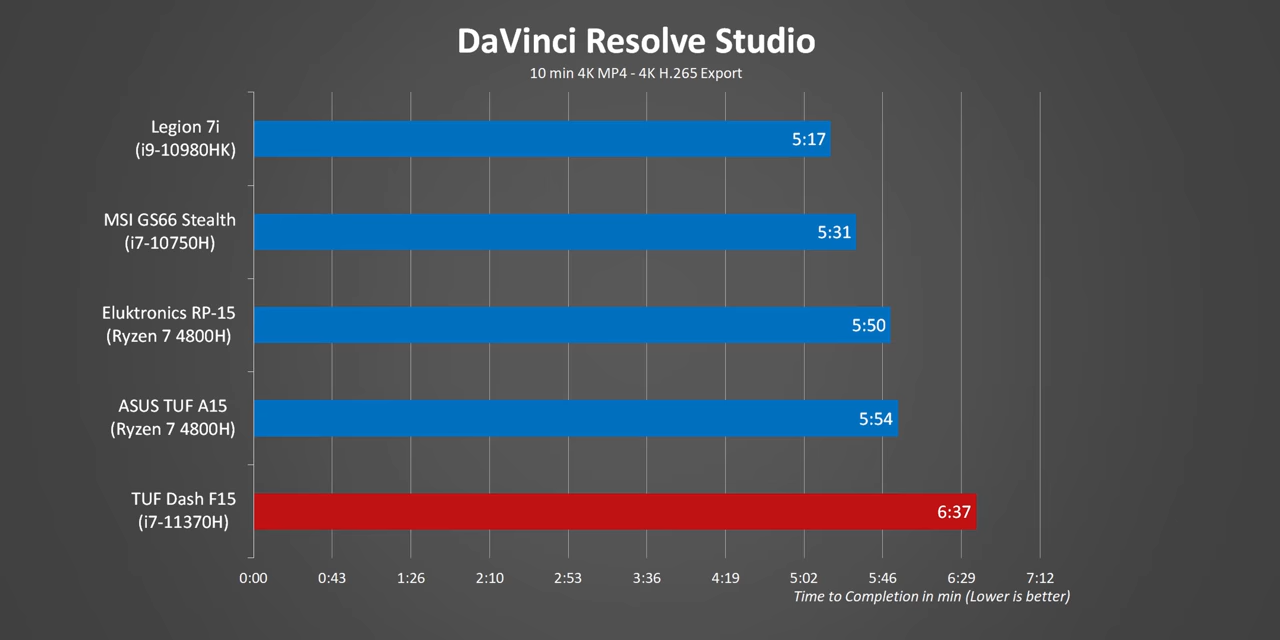 DaVinci Resolve Studio
10 min 4K MP4 - 4K H.265 Export
Legion 7i
(i9-10980HK)
5:17
MSI GS66 Stealth
(i7-10750H)
5:31
Eluktronics RP-15
(Ryzen 7 4800H)
5:50
ASUS TUF A15
(Ryzen 7 4800H)
5:54
TUF Dash F15
(i7-11370H)
6:37
0:00 0:43 1:26 2:10 2:53 3:36 4:19 5:02 5:46 6:29 7:12
Time to Completion in min (Lower is better)